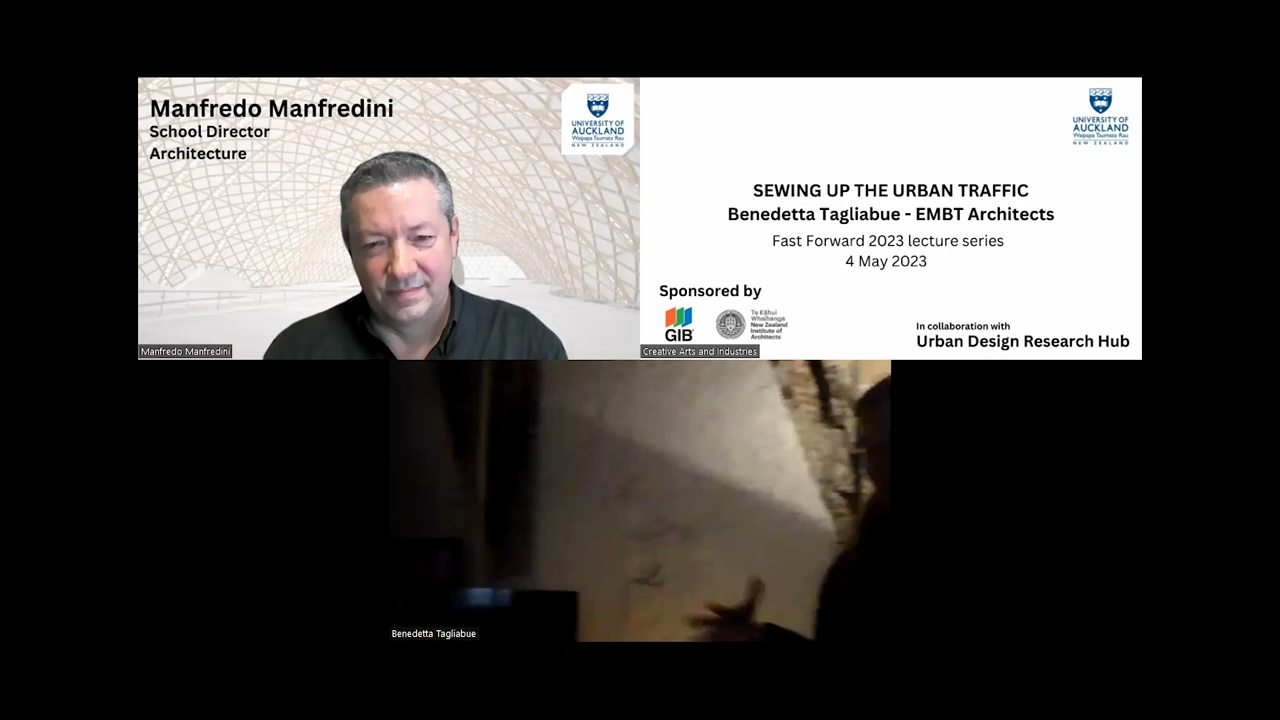 Manfredo Manfredini
School Director
Architecture
UNIVERSITY OF
AUCKLAND
Waipapa Taumata Rau
NEW ZEALAND
Manfredo Manfredini
UNIVERSITY OF
AUCKLAND
Waipapa Taumata Rau
NEW ZEALAND
SEWING UP THE URBAN TRAFFIC
Benedetta Tagliabue - EMBT Architects
Fast Forward 2023 lecture series
4 May 2023
Sponsored by
GIB
Te Kāhui
Whaihanga
New Zealand
Institute of
Architects
In collaboration with
Urban Design Research Hub
Creative Arts and Industries
Benedetta Tagliabue